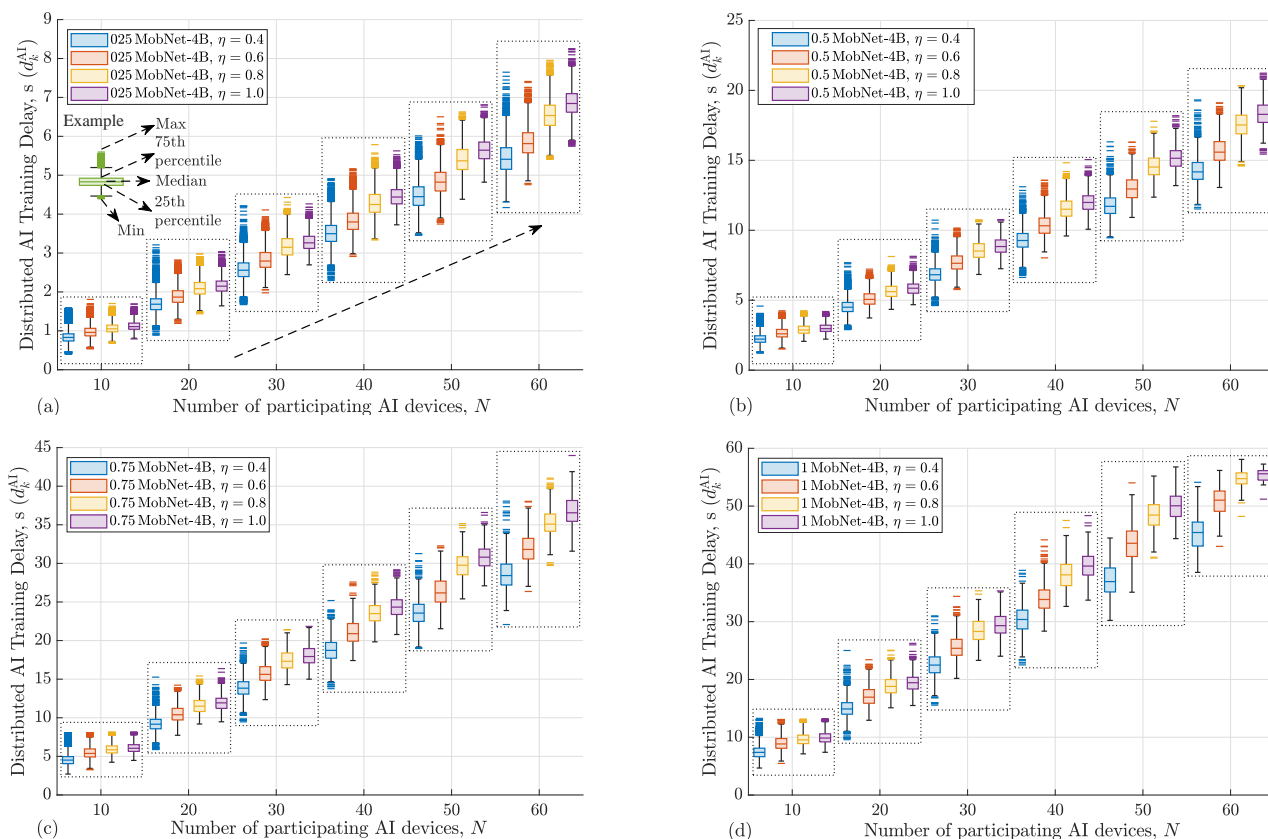 Distributed AI Training Delay, s (d_k^AI)
9
8
7
6
5
4
3
2
1
0
025 MobNet-4B, η = 0.4
025 MobNet-4B, η = 0.6
025 MobNet-4B, η = 0.8
025 MobNet-4B, η = 1.0
Example
Max
75th
percentile
Median
25th
percentile
Min
10 20 30 40 50 60
(a)
Number of participating AI devices, N
Distributed AI Training Delay, s (d_k^AI)
25
20
15
10
5
0
0.5 MobNet-4B, η = 0.4
0.5 MobNet-4B, η = 0.6
0.5 MobNet-4B, η = 0.8
0.5 MobNet-4B, η = 1.0
10 20 30 40 50 60
(b)
Number of participating AI devices, N
Distributed AI Training Delay, s (d_k^AI)
45
40
35
30
25
20
15
10
5
0
0.75 MobNet-4B, η = 0.4
0.75 MobNet-4B, η = 0.6
0.75 MobNet-4B, η = 0.8
0.75 MobNet-4B, η = 1.0
10 20 30 40 50 60
(c)
Number of participating AI devices, N
Distributed AI Training Delay, s (d_k^AI)
60
50
40
30
20
10
0
1 MobNet-4B, η = 0.4
1 MobNet-4B, η = 0.6
1 MobNet-4B, η = 0.8
1 MobNet-4B, η = 1.0
10 20 30 40 50 60
(d)
Number of participating AI devices, N